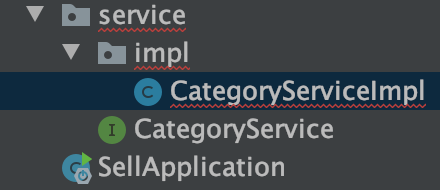 service
impl
CategoryServiceImpl
CategoryService
SellApplication